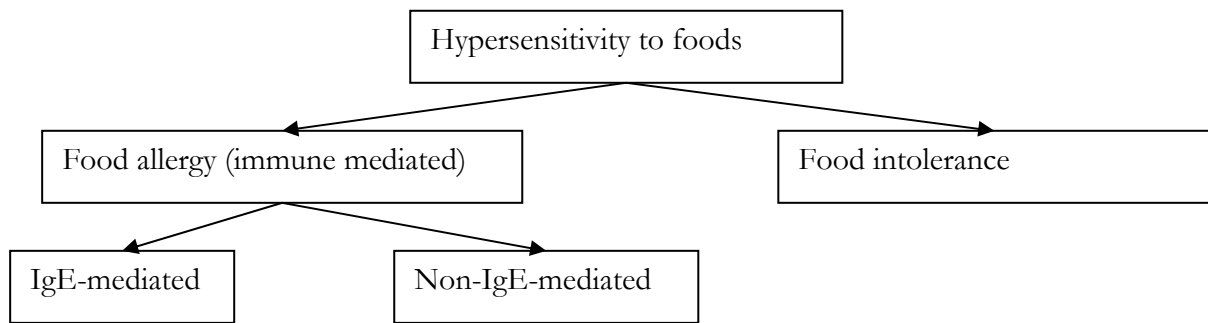 Hypersensitivity to foods
Food allergy (immune mediated)
Food intolerance
IgE-mediated
Non-IgE-mediated